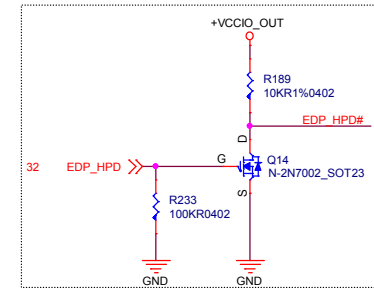 +VCCIO_OUT
R189
10KR1%0402
EDP_HPD#
D
32 EDP_HPD G
Q14
N-2N7002_SOT23
S
R233
100KR0402
GND GND